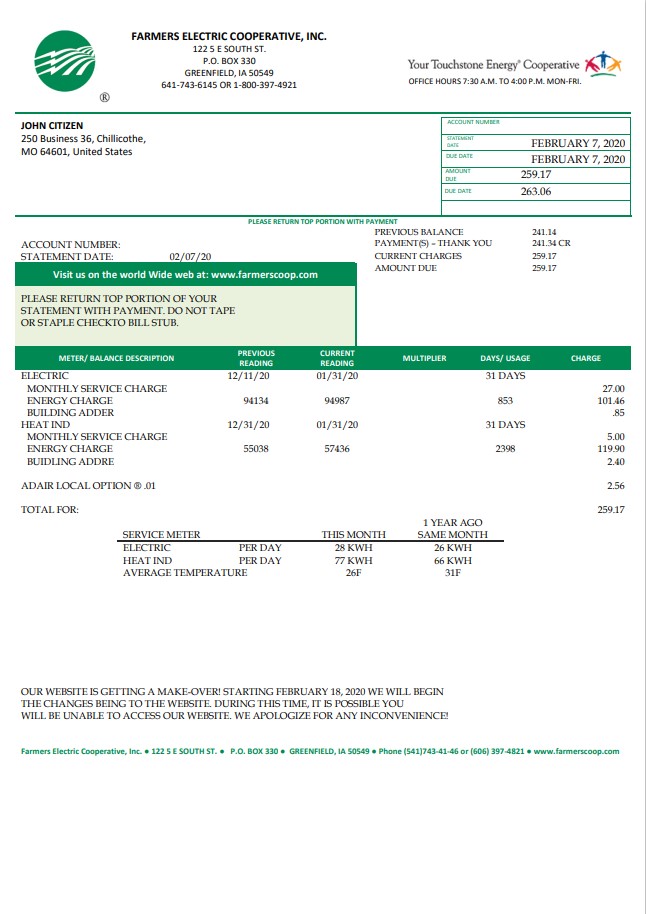 FARMERS ELECTRIC COOPERATIVE, INC.
122 5 E SOUTH ST.
P.O. BOX 330
GREENFIELD, IA 50549
641-743-6145 OR 1-800-397-4921
®
Your Touchstone Energy® Cooperative
OFFICE HOURS 7:30 A.M. TO 4:00 P.M. MON-FRI.
JOHN CITIZEN
250 Business 36, Chillicothe,
MO 64601, United States
ACCOUNT NUMBER
STATEMENT DATE FEBRUARY 7, 2020
DUE DATE FEBRUARY 7, 2020
AMOUNT DUE 259.17
DUE DATE 263.06
PLEASE RETURN TOP PORTION WITH PAYMENT
ACCOUNT NUMBER:
STATEMENT DATE: 02/07/20
PREVIOUS BALANCE 241.14
PAYMENT(S) – THANK YOU 241.34 CR
CURRENT CHARGES 259.17
AMOUNT DUE 259.17
Visit us on the world Wide web at: www.farmerscoop.com
PLEASE RETURN TOP PORTION OF YOUR
STATEMENT WITH PAYMENT. DO NOT TAPE
OR STAPLE CHECKTO BILL STUB.
METER/ BALANCE DESCRIPTION PREVIOUS READING CURRENT READING MULTIPLIER DAYS/ USAGE CHARGE
ELECTRIC 12/11/20 01/31/20 31 DAYS
MONTHLY SERVICE CHARGE 27.00
ENERGY CHARGE 94134 94987 853 101.46
BUILDING ADDER .85
HEAT IND 12/31/20 01/31/20 31 DAYS
MONTHLY SERVICE CHARGE 5.00
ENERGY CHARGE 55038 57436 2398 119.90
BUIDLING ADDRE 2.40
ADAIR LOCAL OPTION ® .01 2.56
TOTAL FOR: 259.17
SERVICE METER THIS MONTH 1 YEAR AGO SAME MONTH
ELECTRIC PER DAY 28 KWH 26 KWH
HEAT IND PER DAY 77 KWH 66 KWH
AVERAGE TEMPERATURE 26F 31F
OUR WEBSITE IS GETTING A MAKE-OVER! STARTING FEBRUARY 18, 2020 WE WILL BEGIN
THE CHANGES BEING TO THE WEBSITE. DURING THIS TIME, IT IS POSSIBLE YOU
WILL BE UNABLE TO ACCESS OUR WEBSITE. WE APOLOGIZE FOR ANY INCONVENIENCE!
Farmers Electric Cooperative, Inc. ● 122 5 E SOUTH ST. ● P.O. BOX 330 ● GREENFIELD, IA 50549 ● Phone (541)743-41-46 or (606) 397-4821 ● www.farmerscoop.com